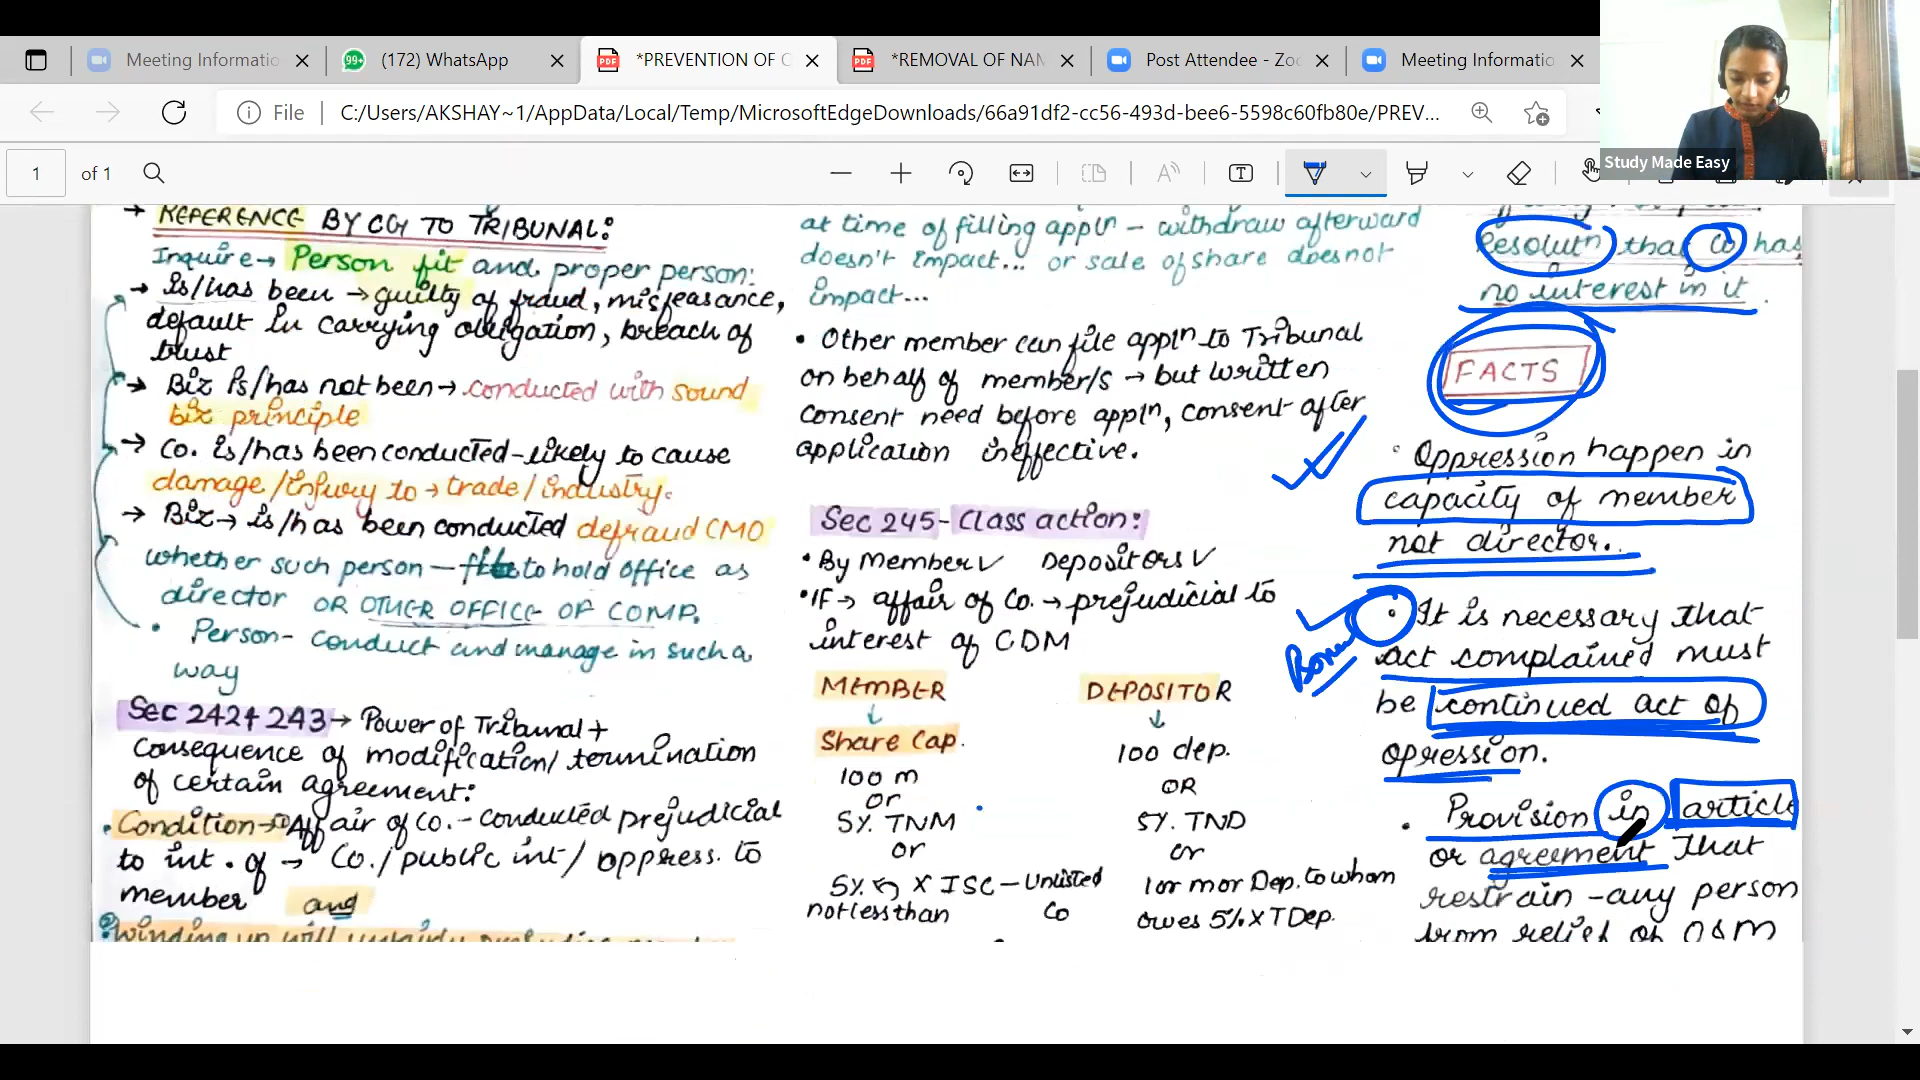 Meeting Informatio
(172) WhatsApp
*PREVENTION OF O
*REMOVAL OF NAM
Post Attendee - Zoo
Meeting Informatio
File
C:/Users/AKSHAY~1/AppData/Local/Temp/MicrosoftEdgeDownloads/66a91df2-cc56-493d-bee6-5598c60fb80e/PREV...
Study Made Easy
1 of 1
→ REFERENCE BY CG TO TRIBUNAL:
Inquire → Person fit and proper person:
→ is/has been → guilty of fraud, misfeasance,
default in carrying obligation, breach of
trust
→ Biz is/has not been → conducted with sound
biz principle
→ Co. is/has been conducted - likely to cause
damage/injury to → trade/industry.
→ Biz → is/has been conducted defraud CMO
whether such person - fit to hold office as
director OR OTHER OFFICE OF COMP.
• Person - conduct and manage in such a
way
Sec 242 + 243 → Power of Tribunal +
Consequence of modification/termination
of certain agreement:
• Condition → ① Affair of Co. - conducted prejudicial
to int. of → Co./public int/oppress. to
member and
② Winding up will unfairly
at time of filling appln - withdraw afterward
doesn't impact... or sale of share doesnot
impact...
• Other member can file appln to Tribunal
on behalf of member/s → but written
consent need before appln, consent after
application ineffective.
Sec 245 - Class action:
• By Member ✓ Depositors ✓
• IF → affair of Co. → prejudicial to
interest of CDM
MEMBER DEPOSITOR
↓ ↓
Share Cap. 100 dep.
100 m OR
or
5% TNM 5% TND
or or
5% X ISC - Unlisted Co
not less than
1 or mor Dep. to whom
owes 5% X T Dep.
Resolutn that Co has
no interest in it.
FACTS
• Oppression happen in
capacity of member
not director.
• It is necessary that
act complained must
be continued act of
opression.
• Provision in article
or agreement that
restrain - any person
from relief of O&M